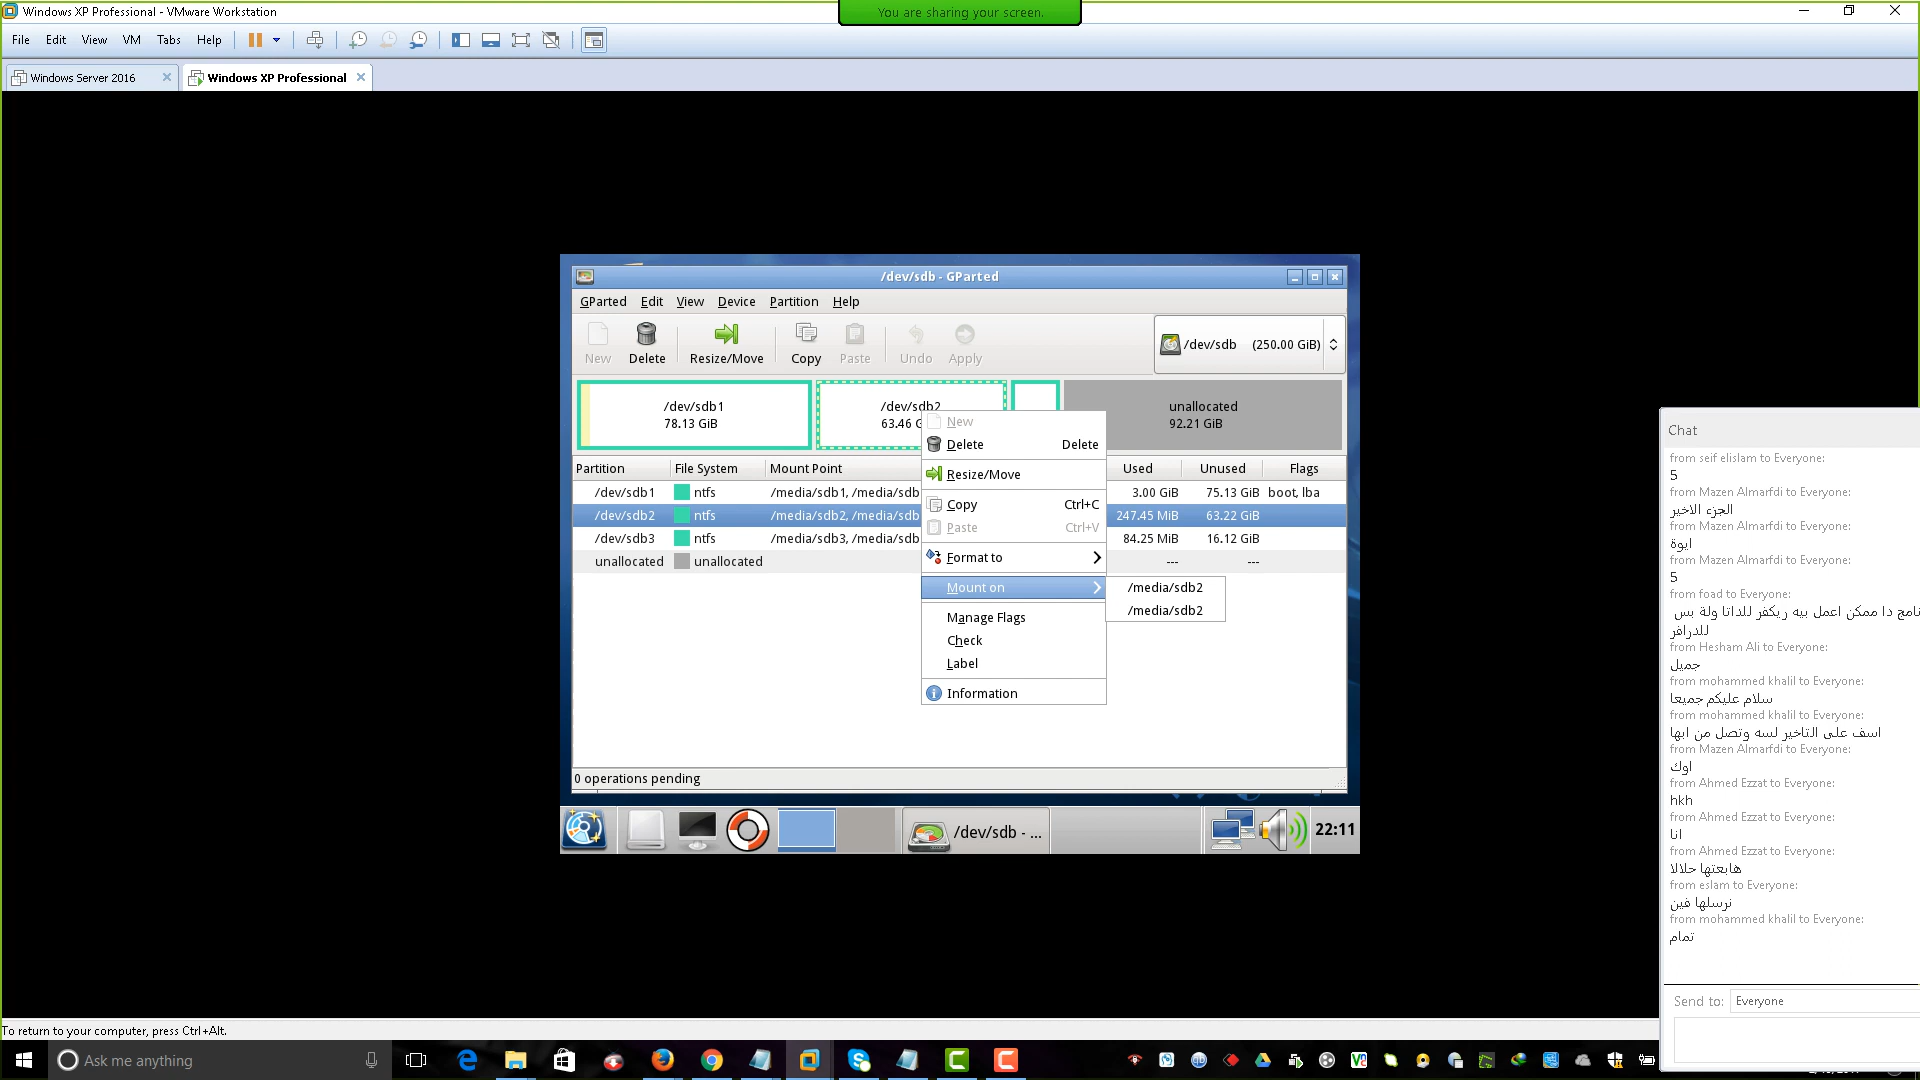 Windows XP Professional - VMware Workstation
You are sharing your screen.
File Edit View VM Tabs Help
Windows Server 2016
Windows XP Professional
/dev/sdb - GParted
GParted Edit View Device Partition Help
New Delete Resize/Move Copy Paste Undo Apply
/dev/sdb (250.00 GiB)
/dev/sdb1
78.13 GiB
/dev/sdb2
63.46 G
unallocated
92.21 GiB
Partition File System Mount Point Used Unused Flags
/dev/sdb1 ntfs /media/sdb1, /media/sdb 3.00 GiB 75.13 GiB boot, lba
/dev/sdb2 ntfs /media/sdb2, /media/sdb 247.45 MiB 63.22 GiB
/dev/sdb3 ntfs /media/sdb3, /media/sdb 84.25 MiB 16.12 GiB
unallocated unallocated --- ---
New
Delete Delete
Resize/Move
Copy Ctrl+C
Paste Ctrl+V
Format to
Mount on
/media/sdb2
/media/sdb2
Manage Flags
Check
Label
Information
0 operations pending
/dev/sdb - ...
22:11
Chat
from seif elislam to Everyone:
5
from Mazen Almarfdi to Everyone:
الجزء الاخير
from Mazen Almarfdi to Everyone:
ايوة
from Mazen Almarfdi to Everyone:
5
from foad to Everyone:
نامج دا ممكن اعمل بيه ريكفر للداتا ولة بس
للدرافر
from Hesham Ali to Everyone:
جميل
from mohammed khalil to Everyone:
سلام عليكم جميعا
from mohammed khalil to Everyone:
اسف على التاخير لسه وتصل من ابها
from Mazen Almarfdi to Everyone:
اوك
from Ahmed Ezzat to Everyone:
hkh
from Ahmed Ezzat to Everyone:
انا
from Ahmed Ezzat to Everyone:
هابعتها حلالا
from eslam to Everyone:
نرسلها فين
from mohammed khalil to Everyone:
تمام
Send to: Everyone
To return to your computer, press Ctrl+Alt.
Ask me anything